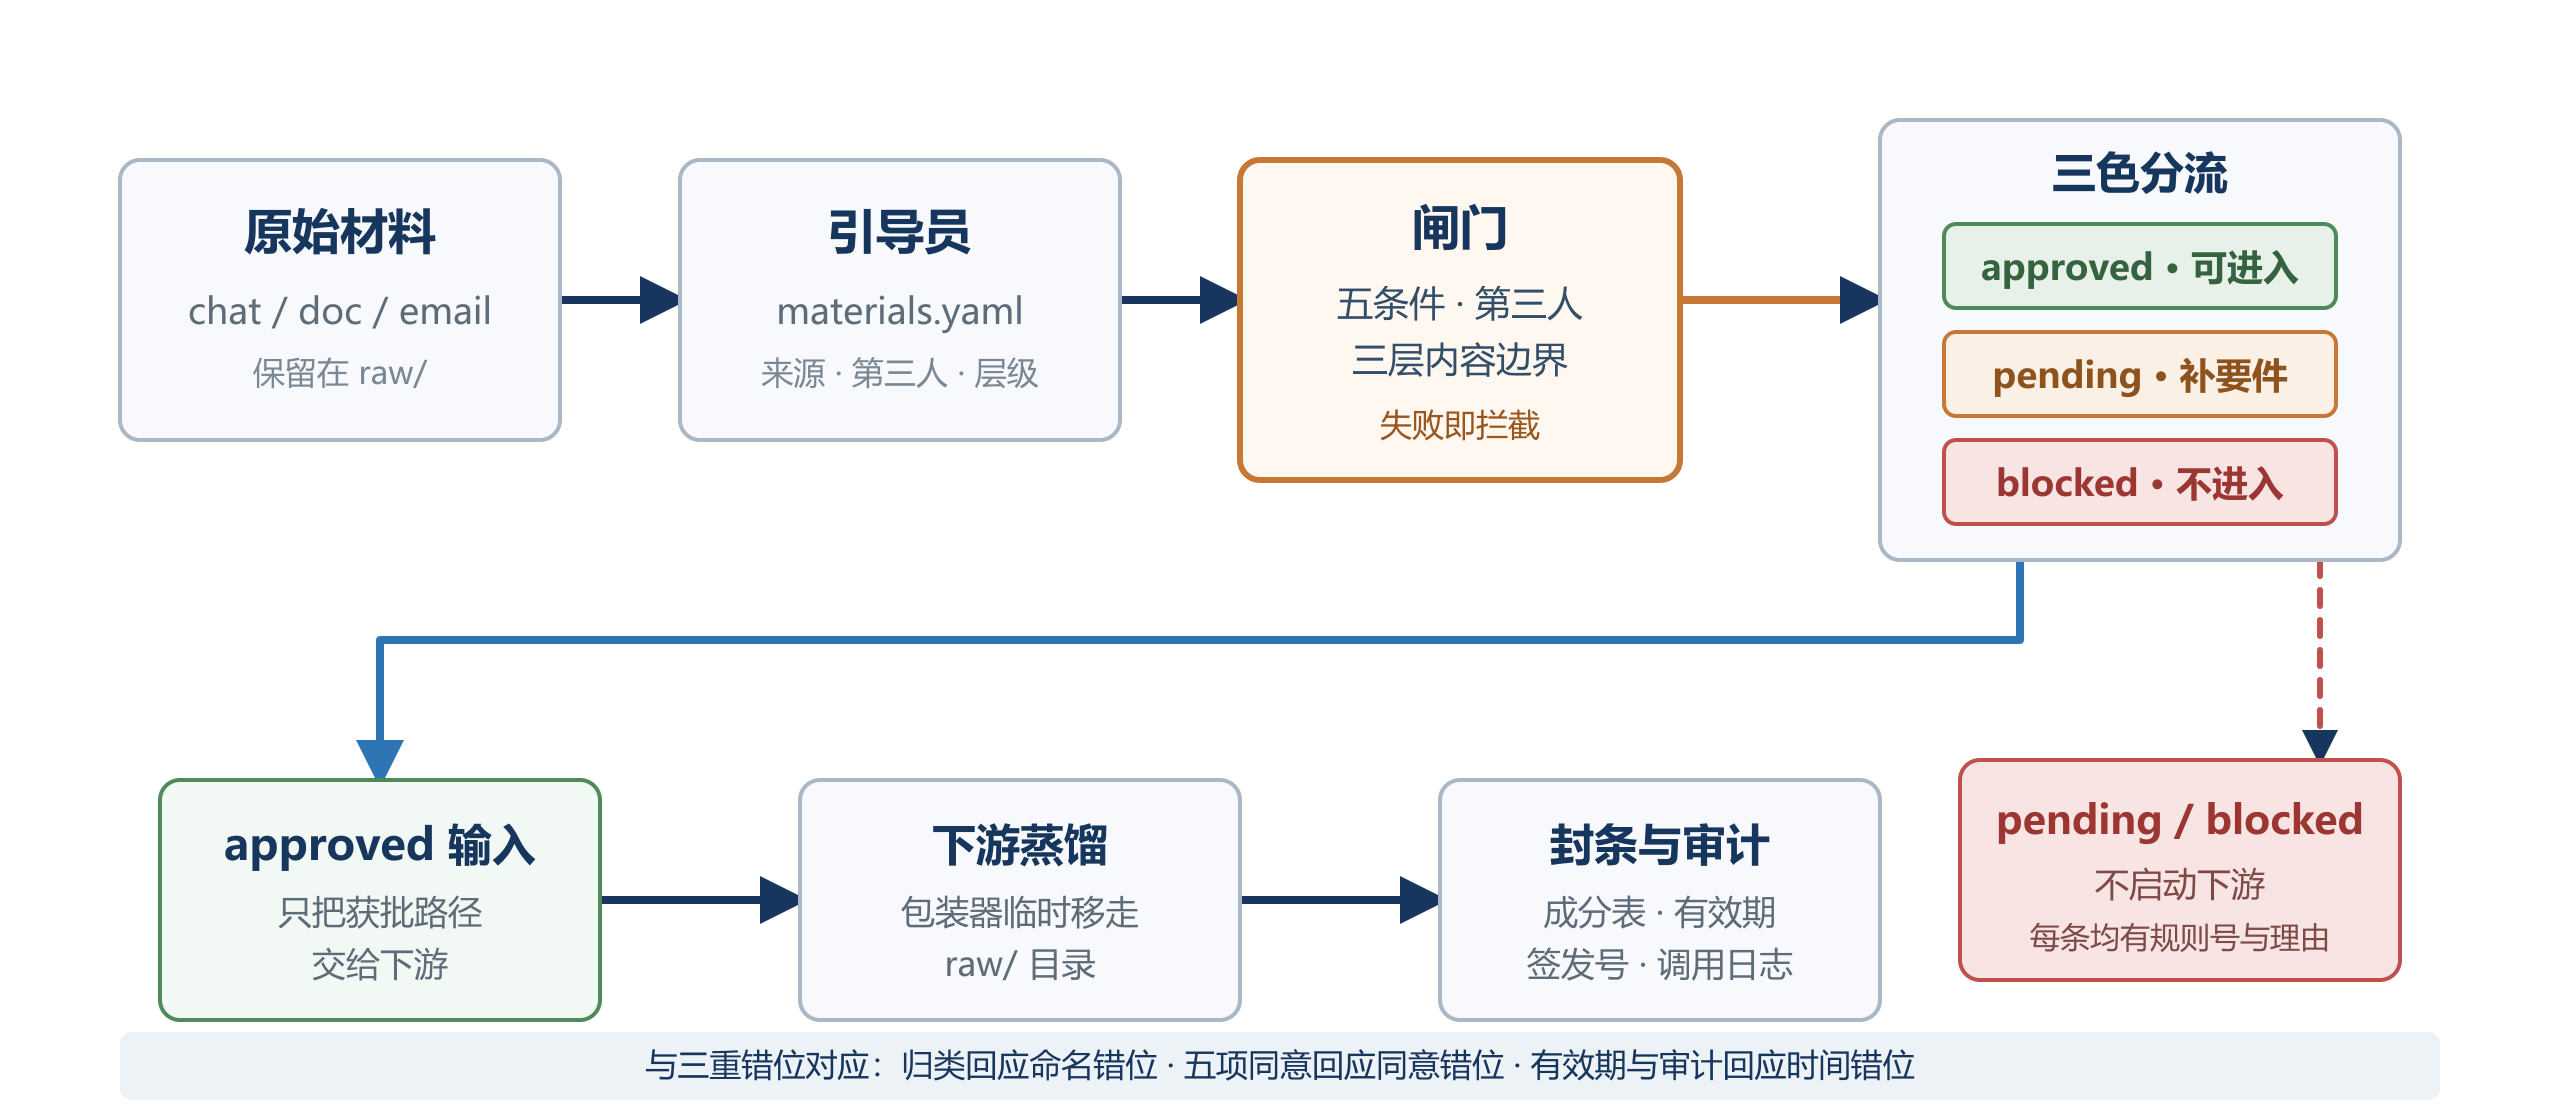 原始材料
chat / doc / email
保留在 raw/
引导员
materials.yaml
来源 · 第三人 · 层级
闸门
五条件 · 第三人
三层内容边界
失败即拦截
三色分流
approved • 可进入
pending • 补要件
blocked • 不进入
approved 输入
只把获批路径
交给下游
下游蒸馏
包装器临时移走
raw/ 目录
封条与审计
成分表 · 有效期
签发号 · 调用日志
pending / blocked
不启动下游
每条均有规则号与理由
与三重错位对应：归类回应命名错位 · 五项同意回应同意错位 · 有效期与审计回应时间错位